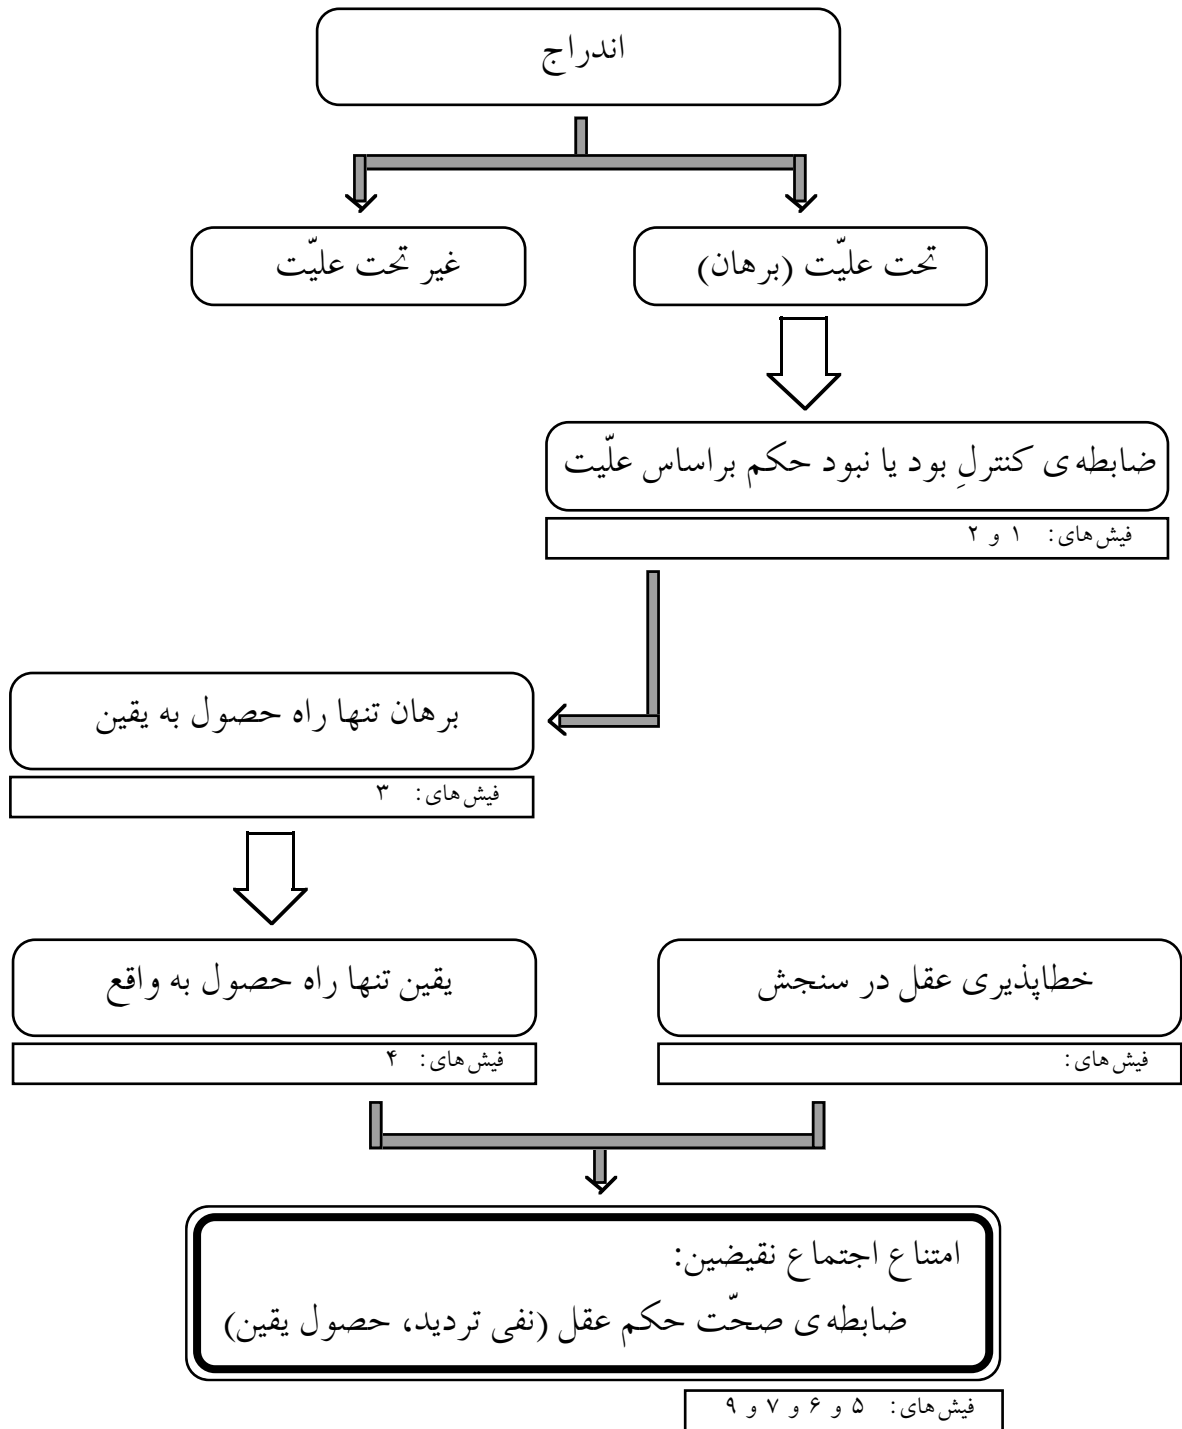 اندراج
تحت علیّت (برهان)
غیر تحت علیّت
ضابطه‌ی کنترلِ بود یا نبود حکم براساس علّیت
فیش‌های: ۱ و ۲
برهان تنها راه حصول به یقین
فیش‌های: ۳
خطاپذیری عقل در سنجش
فیش‌های:
یقین تنها راه حصول به واقع
فیش‌های: ۴
امتناع اجتماع نقیضین:
ضابطه‌ی صحّت حکم عقل (نفی تردید، حصول یقین)
فیش‌های: ۵ و ۶ و ۷ و ۹